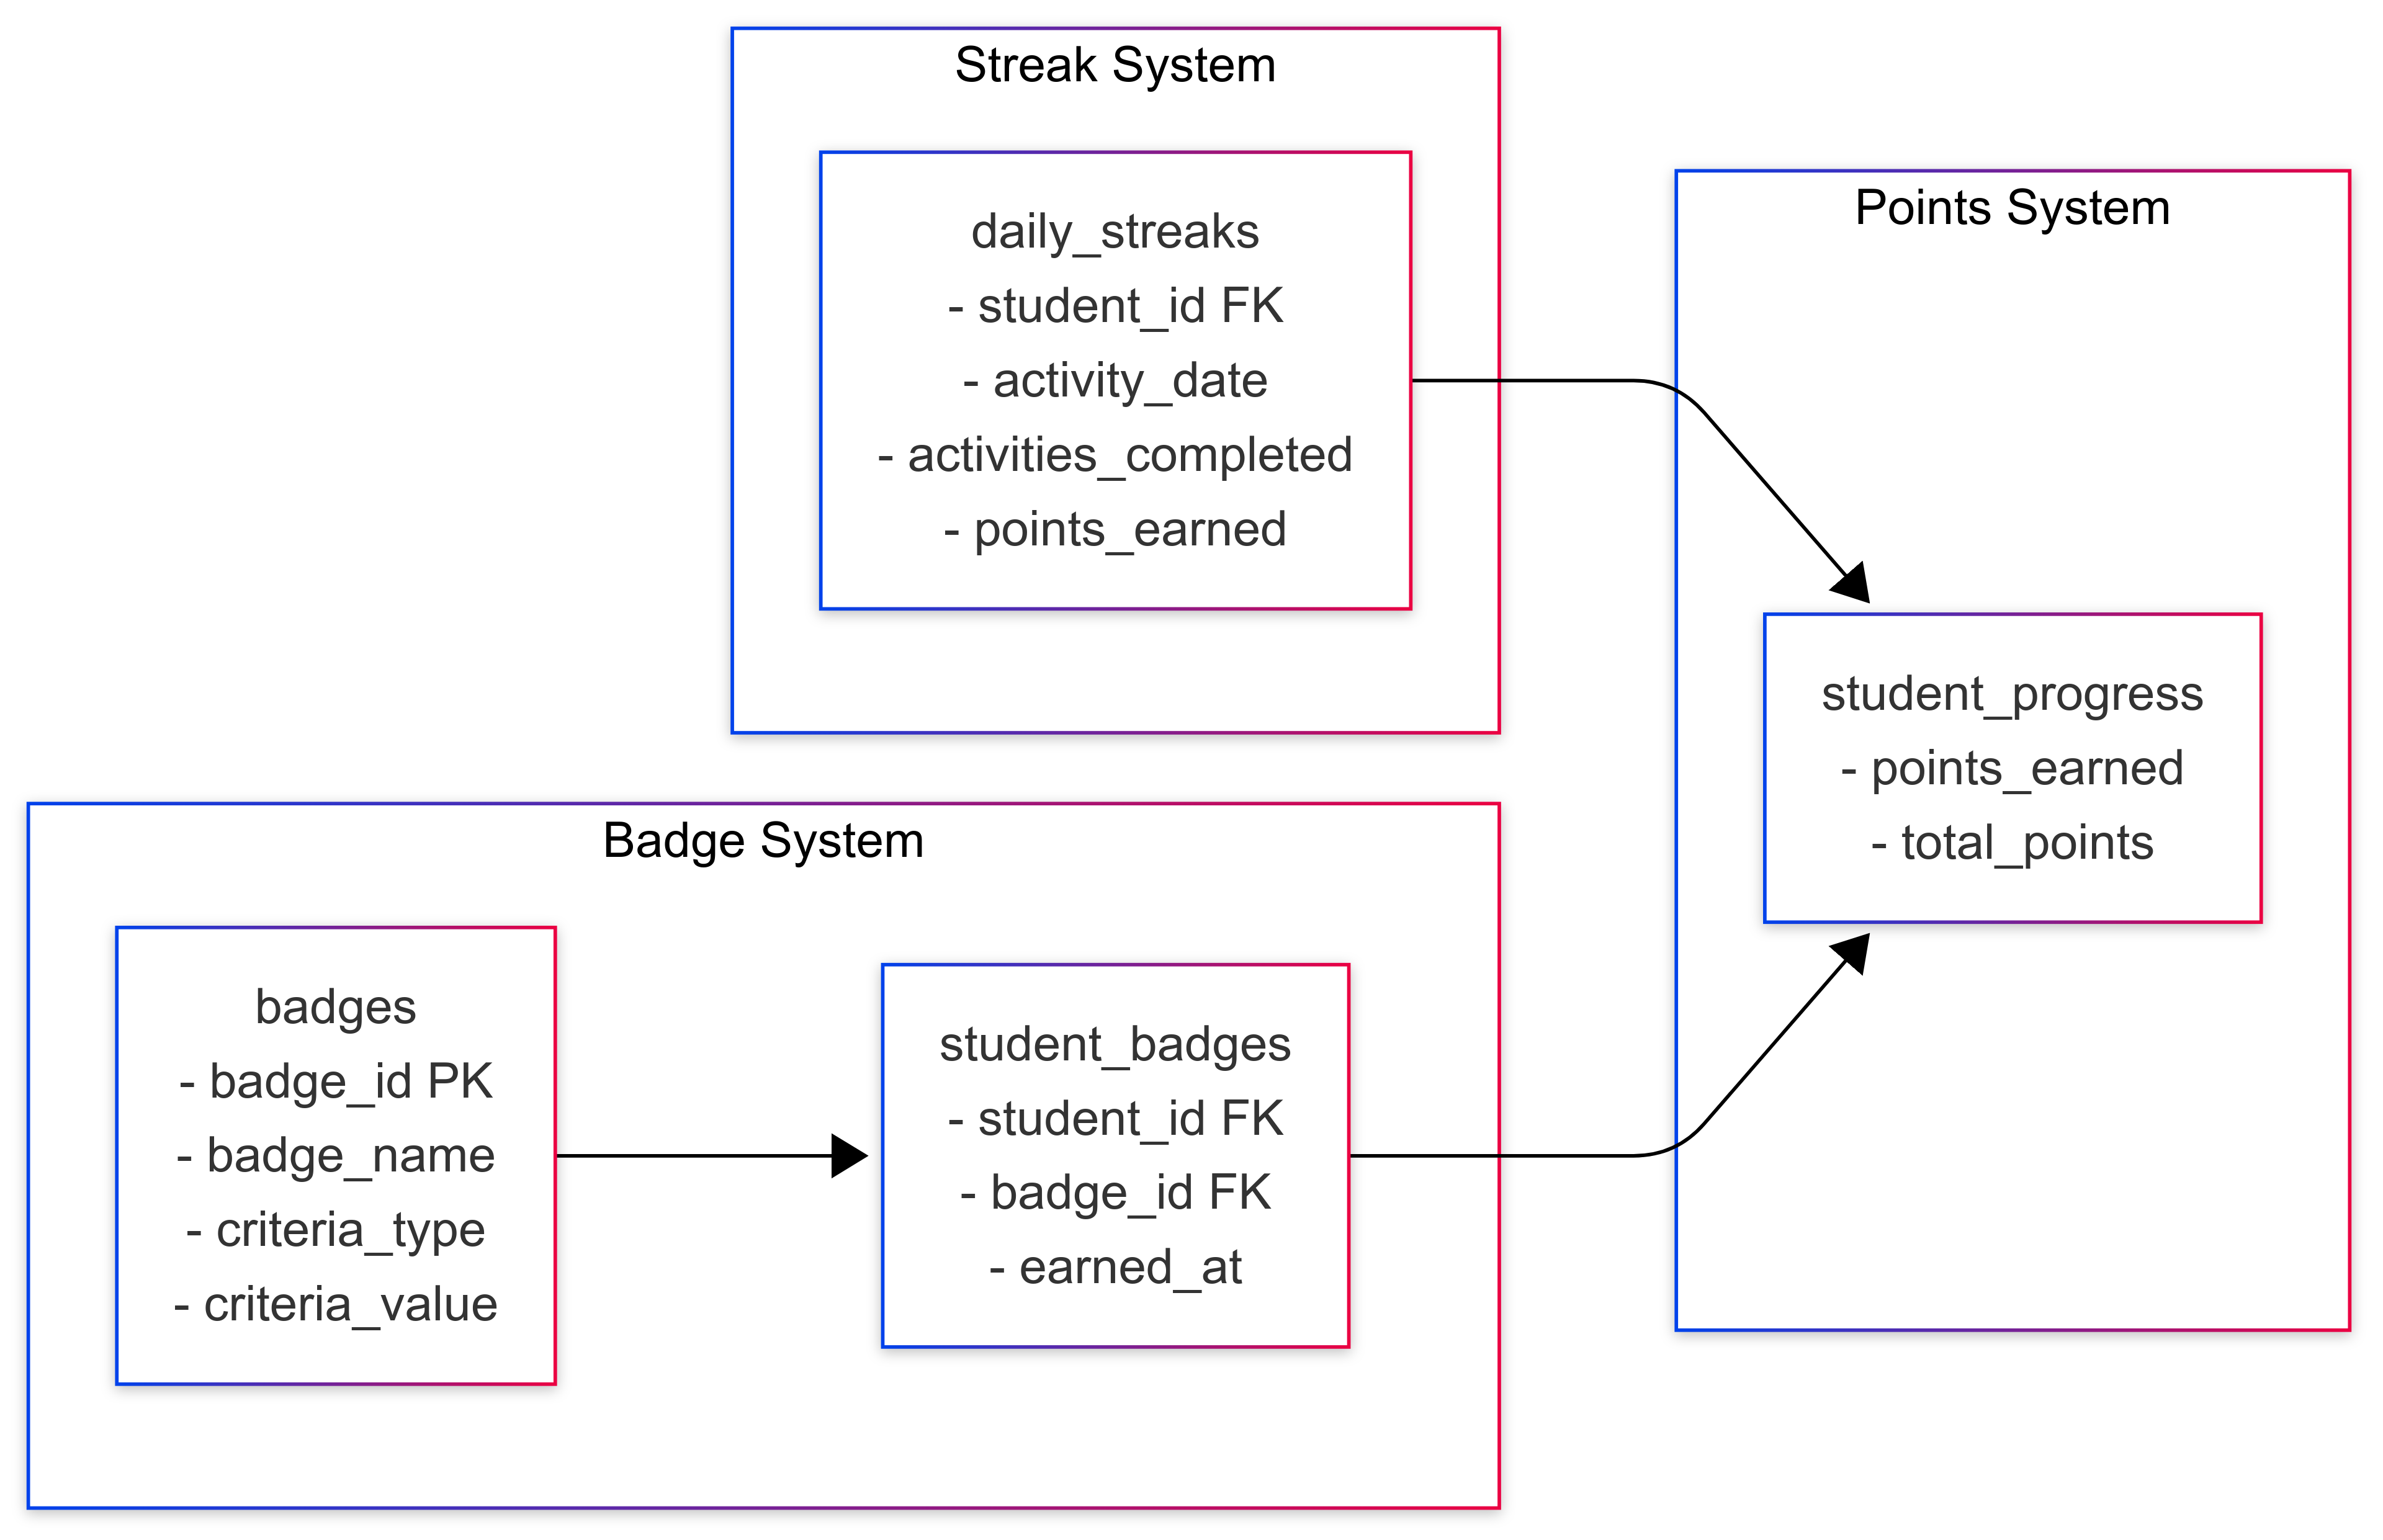 Streak System
daily_streaks
- student_id FK
- activity_date
- activities_completed
- points_earned
Points System
student_progress
- points_earned
- total_points
Badge System
badges
- badge_id PK
- badge_name
- criteria_type
- criteria_value
student_badges
- student_id FK
- badge_id FK
- earned_at